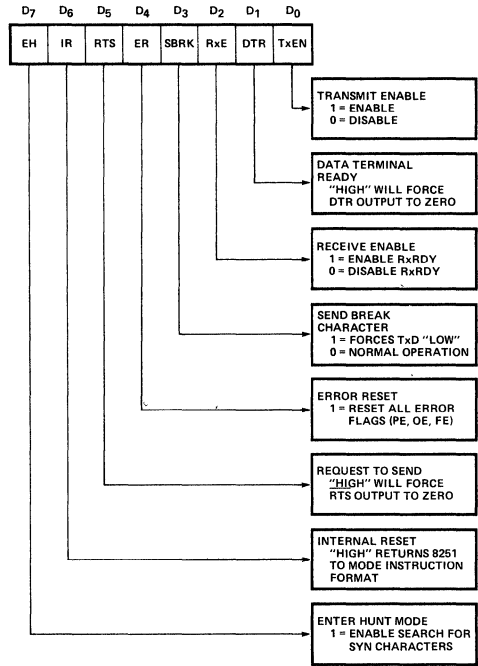 D7 D6 D5 D4 D3 D2 D1 D0
EH IR RTS ER SBRK RxE DTR TxEN
TRANSMIT ENABLE
1 = ENABLE
0 = DISABLE
DATA TERMINAL
READY
"HIGH" WILL FORCE
DTR OUTPUT TO ZERO
RECEIVE ENABLE
1 = ENABLE RxRDY
0 = DISABLE RxRDY
SEND BREAK
CHARACTER
1 = FORCES TxD "LOW"
0 = NORMAL OPERATION
ERROR RESET
1 = RESET ALL ERROR
FLAGS (PE, OE, FE)
REQUEST TO SEND
"HIGH" WILL FORCE
RTS OUTPUT TO ZERO
INTERNAL RESET
"HIGH" RETURNS 8251
TO MODE INSTRUCTION
FORMAT
ENTER HUNT MODE
1 = ENABLE SEARCH FOR
SYN CHARACTERS